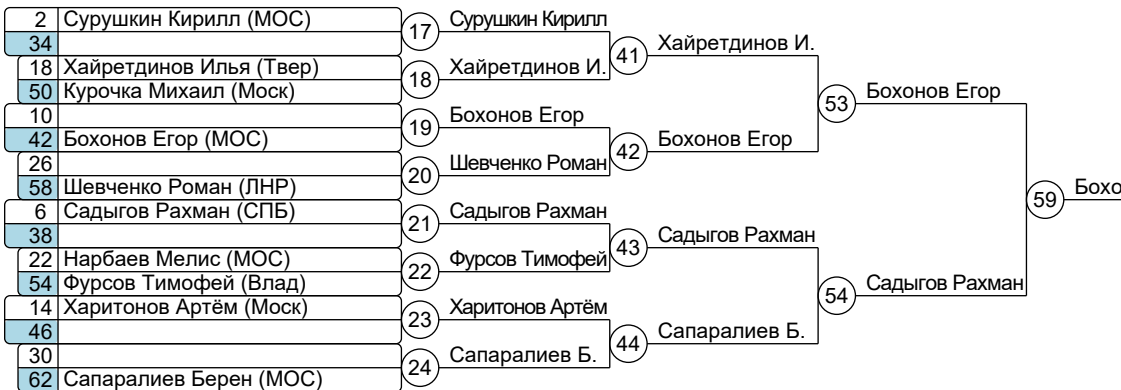 2 Сурушкин Кирилл (МОС)
34
18 Хайретдинов Илья (Твер)
50 Курочка Михаил (Моск)
10
42 Бохонов Егор (МОС)
26
58 Шевченко Роман (ЛНР)
6 Садыгов Рахман (СПБ)
38
22 Нарбаев Мелис (МОС)
54 Фурсов Тимофей (Влад)
14 Харитонов Артём (Моск)
46
30
62 Сапаралиев Берен (МОС)
17 Сурушкин Кирилл
18 Хайретдинов И.
19 Бохонов Егор
20 Шевченко Роман
21 Садыгов Рахман
22 Фурсов Тимофей
23 Харитонов Артём
24 Сапаралиев Б.
41 Хайретдинов И.
42 Бохонов Егор
43 Садыгов Рахман
44 Сапаралиев Б.
53 Бохонов Егор
54 Садыгов Рахман
59 Бохо